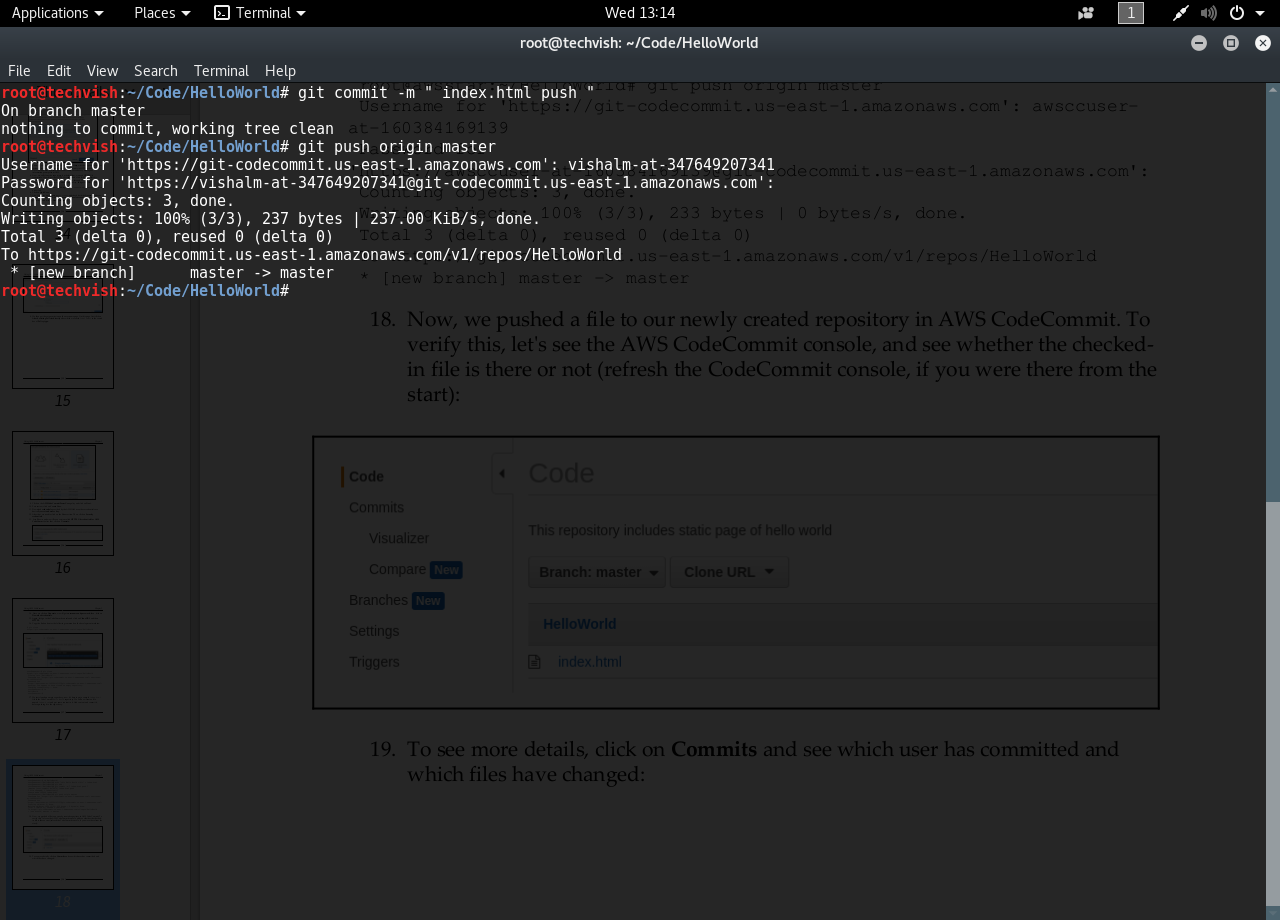 Applications Places Terminal Wed 13:14 1
root@techvish: ~/Code/HelloWorld
File Edit View Search Terminal Help
root@techvish:~/Code/HelloWorld# git commit -m " index.html push "
On branch master
nothing to commit, working tree clean
root@techvish:~/Code/HelloWorld# git push origin master
Username for 'https://git-codecommit.us-east-1.amazonaws.com': vishalm-at-347649207341
Password for 'https://vishalm-at-347649207341@git-codecommit.us-east-1.amazonaws.com':
Counting objects: 3, done.
Writing objects: 100% (3/3), 237 bytes | 237.00 KiB/s, done.
Total 3 (delta 0), reused 0 (delta 0)
To https://git-codecommit.us-east-1.amazonaws.com/v1/repos/HelloWorld
* [new branch] master -> master
root@techvish:~/Code/HelloWorld#
git push origin master
Username for 'https://git-codecommit.us-east-1.amazonaws.com': awsccuser-
at-160384169139
Counting objects: 3, done.
Writing objects: 100% (3/3), 233 bytes | 0 bytes/s, done.
Total 3 (delta 0), reused 0 (delta 0)
.us-east-1.amazonaws.com/v1/repos/HelloWorld
* [new branch] master -> master
18. Now, we pushed a file to our newly created repository in AWS CodeCommit. To
verify this, let's see the AWS CodeCommit console, and see whether the checked-
in file is there or not (refresh the CodeCommit console, if you were there from the
start):
Code
Commits
Visualizer
Compare New
Branches New
Settings
Triggers
Code
This repository includes static page of hello world
Branch: master Clone URL
HelloWorld
index.html
19. To see more details, click on Commits and see which user has committed and
which files have changed:
15
16
17
18